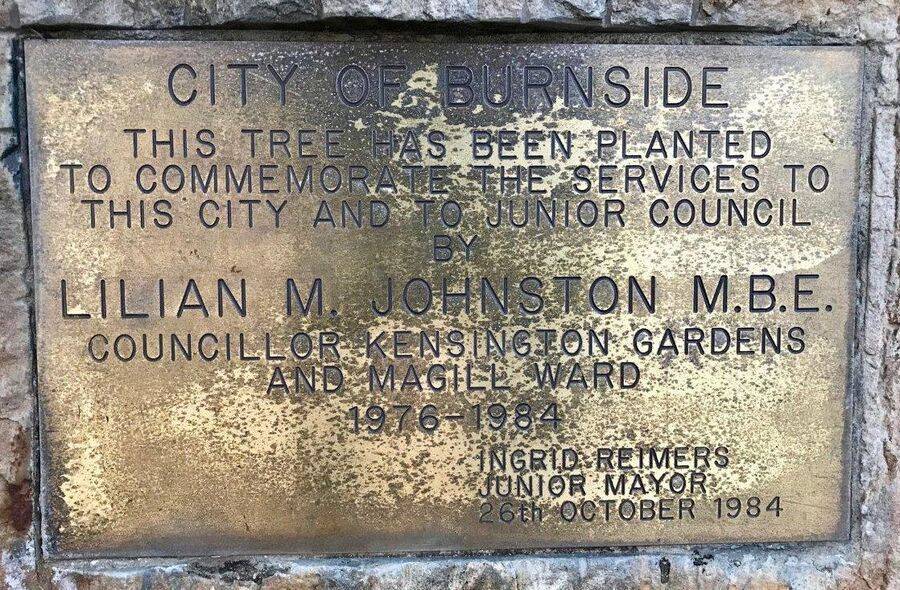 CITY OF BURNSIDE
THIS TREE HAS BEEN PLANTED
TO COMMEMORATE THE SERVICES TO
THIS CITY AND TO JUNIOR COUNCIL
BY
LILIAN M. JOHNSTON M.B.E.
COUNCILLOR KENSINGTON GARDENS
AND MAGILL WARD
1976-1984
INGRID REIMERS
JUNIOR MAYOR
26th OCTOBER 1984